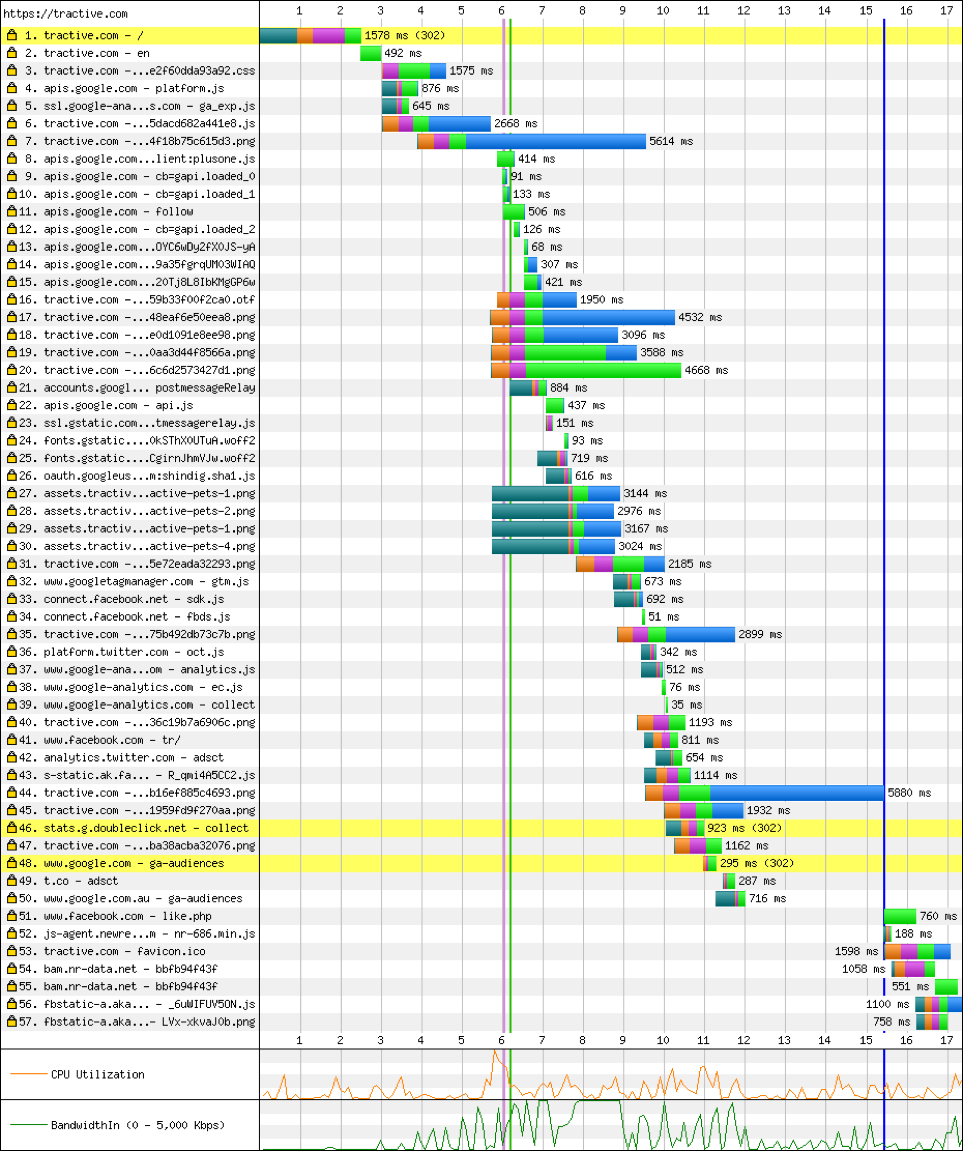 https://tractive.com
1 2 3 4 5 6 7 8 9 10 11 12 13 14 15 16 17
1. tractive.com - / 1578 ms (302)
2. tractive.com - en 492 ms
3. tractive.com -...e2f60dda93a92.css 1575 ms
4. apis.google.com - platform.js 876 ms
5. ssl.google-ana...s.com - ga_exp.js 645 ms
6. tractive.com -...5dacd682a441e8.js 2668 ms
7. tractive.com -...4f18b75c615d3.png 5614 ms
8. apis.google.com...lient:plusone.js 414 ms
9. apis.google.com - cb=gapi.loaded_0 91 ms
10. apis.google.com - cb=gapi.loaded_1 133 ms
11. apis.google.com - follow 506 ms
12. apis.google.com - cb=gapi.loaded_2 126 ms
13. apis.google.com...OYC6wDy2fX0JS-yA 68 ms
14. apis.google.com...9a35fgrqUM03WIAQ 307 ms
15. apis.google.com...20Tj8L8IbKMgGP6w 421 ms
16. tractive.com -...59b33f00f2ca0.otf 1950 ms
17. tractive.com -...48eaf6e50eea8.png 4532 ms
18. tractive.com -...e0d1091e8ee98.png 3096 ms
19. tractive.com -...0aa3d44f8566a.png 3588 ms
20. tractive.com -...6c6d2573427d1.png 4668 ms
21. accounts.googl... postmessageRelay 884 ms
22. apis.google.com - api.js 437 ms
23. ssl.gstatic.com...tmessagerelay.js 151 ms
24. fonts.gstatic....0kSThX0UTuA.woff2 93 ms
25. fonts.gstatic....CgirnJhmVJw.woff2 719 ms
26. oauth.googleus...m:shindig.sha1.js 616 ms
27. assets.tractiv...active-pets-1.png 3144 ms
28. assets.tractiv...active-pets-2.png 2976 ms
29. assets.tractiv...active-pets-1.png 3167 ms
30. assets.tractiv...active-pets-4.png 3024 ms
31. tractive.com -...5e72eada32293.png 2185 ms
32. www.googletagmanager.com - gtm.js 673 ms
33. connect.facebook.net - sdk.js 692 ms
34. connect.facebook.net - fbds.js 51 ms
35. tractive.com -...75b492db73c7b.png 2899 ms
36. platform.twitter.com - oct.js 342 ms
37. www.google-ana...om - analytics.js 512 ms
38. www.google-analytics.com - ec.js 76 ms
39. www.google-analytics.com - collect 35 ms
40. tractive.com -...36c19b7a6906c.png 1193 ms
41. www.facebook.com - tr/ 811 ms
42. analytics.twitter.com - adsct 654 ms
43. s-static.ak.fa... - R_qmi4A5CC2.js 1114 ms
44. tractive.com -...b16ef885c4693.png 5880 ms
45. tractive.com -...1959fd9f270aa.png 1932 ms
46. stats.g.doubleclick.net - collect 923 ms (302)
47. tractive.com -...ba38acba32076.png 1162 ms
48. www.google.com - ga-audiences 295 ms (302)
49. t.co - adsct 287 ms
50. www.google.com.au - ga-audiences 716 ms
51. www.facebook.com - like.php 760 ms
52. js-agent.newre...m - nr-686.min.js 188 ms
53. tractive.com - favicon.ico 1598 ms
54. bam.nr-data.net - bbfb94f43f 1058 ms
55. bam.nr-data.net - bbfb94f43f 551 ms
56. fbstatic-a.aka... - _6uWIFUV5ON.js 1100 ms
57. fbstatic-a.aka...- LVx-xkvaJ0b.png 758 ms
1 2 3 4 5 6 7 8 9 10 11 12 13 14 15 16 17
CPU Utilization
BandwidthIn (0 - 5,000 Kbps)